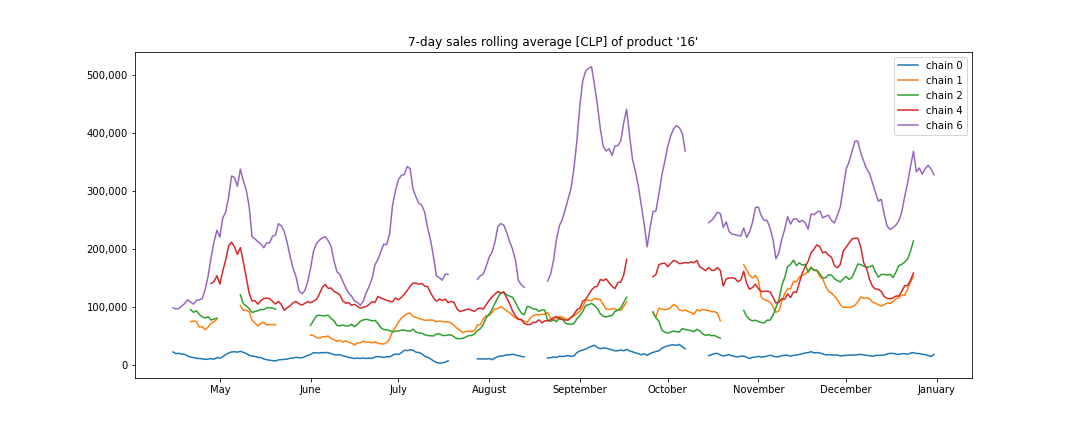 7-day sales rolling average [CLP] of product '16'
500,000
400,000
300,000
200,000
100,000
0
chain 0
chain 1
chain 2
chain 4
chain 6
May June July August September October November December January